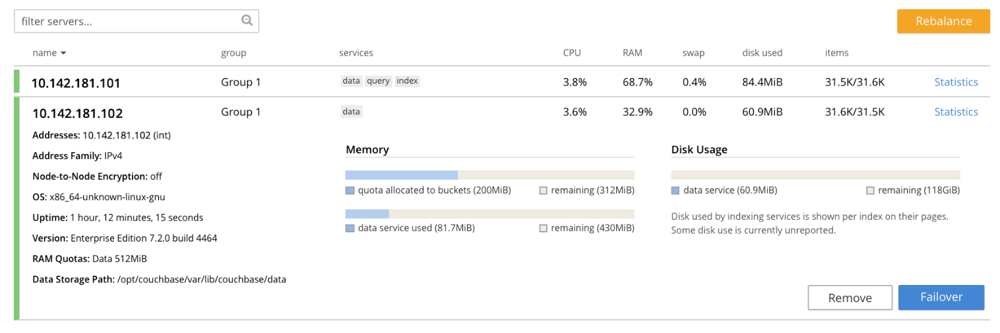 filter servers...
Rebalance
name group services CPU RAM swap disk used items
10.142.181.101 Group 1 data query index 3.8% 68.7% 0.4% 84.4MiB 31.5K/31.6K Statistics
10.142.181.102 Group 1 data 3.6% 32.9% 0.0% 60.9MiB 31.6K/31.5K Statistics
Addresses: 10.142.181.102 (int)
Address Family: IPv4
Node-to-Node Encryption: off
OS: x86_64-unknown-linux-gnu
Uptime: 1 hour, 12 minutes, 15 seconds
Version: Enterprise Edition 7.2.0 build 4464
RAM Quotas: Data 512MiB
Data Storage Path: /opt/couchbase/var/lib/couchbase/data
Memory
quota allocated to buckets (200MiB) remaining (312MiB)
data service used (81.7MiB) remaining (430MiB)
Disk Usage
data service (60.9MiB) remaining (118GiB)
Disk used by indexing services is shown per index on their pages.
Some disk use is currently unreported.
Remove Failover